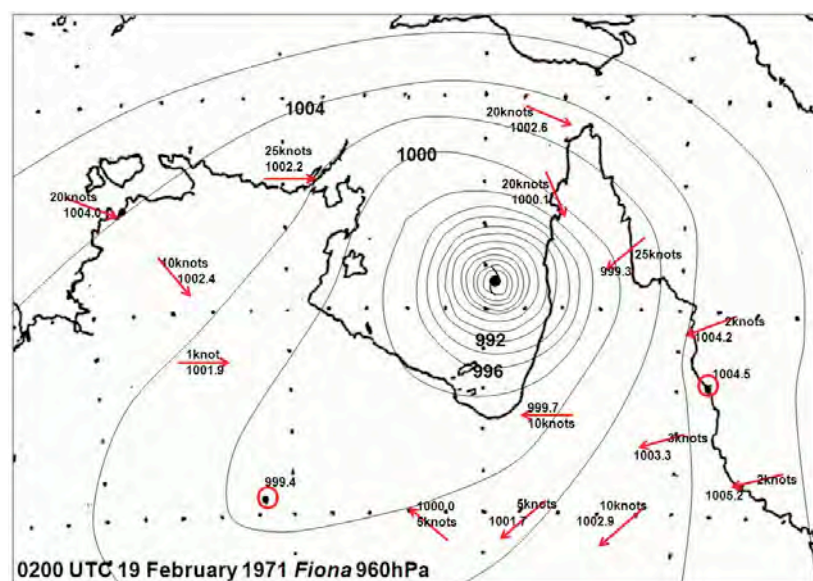 1004
20knots
1002.6
25knots
1002.2
1000
20knots
1000.1
20knots
1004.0
25knots
999.3
10knots
1002.4
2knots
1004.2
992
996
1knot
1001.9
1004.5
999.7
10knots
3knots
1003.3
999.4
2knots
1005.2
1000.0
5knots
5knots
1001.7
10knots
1002.9
0200 UTC 19 February 1971 Fiona 960hPa